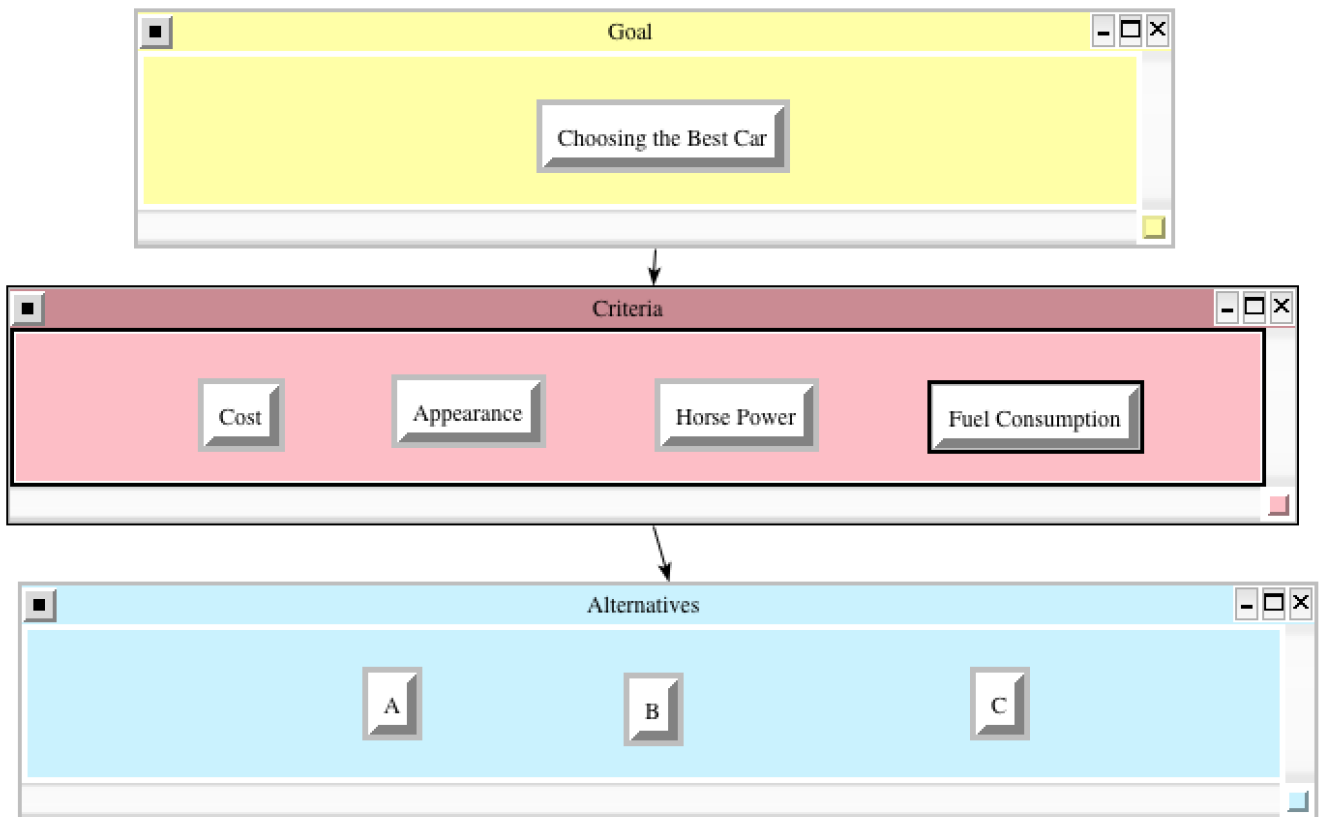 Goal
Choosing the Best Car
Criteria
Cost
Appearance
Horse Power
Fuel Consumption
Alternatives
A
B
C